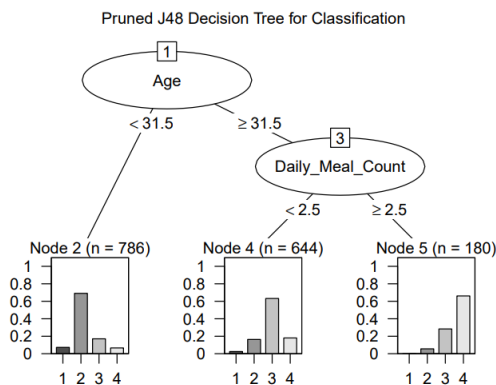 Pruned J48 Decision Tree for Classification
1
Age
< 31.5
≥ 31.5
3
Daily_Meal_Count
< 2.5
≥ 2.5
Node 2 (n = 786)
1
0.8
0.6
0.4
0.2
0
1 2 3 4
Node 4 (n = 644)
1
0.8
0.6
0.4
0.2
0
1 2 3 4
Node 5 (n = 180)
1
0.8
0.6
0.4
0.2
0
1 2 3 4